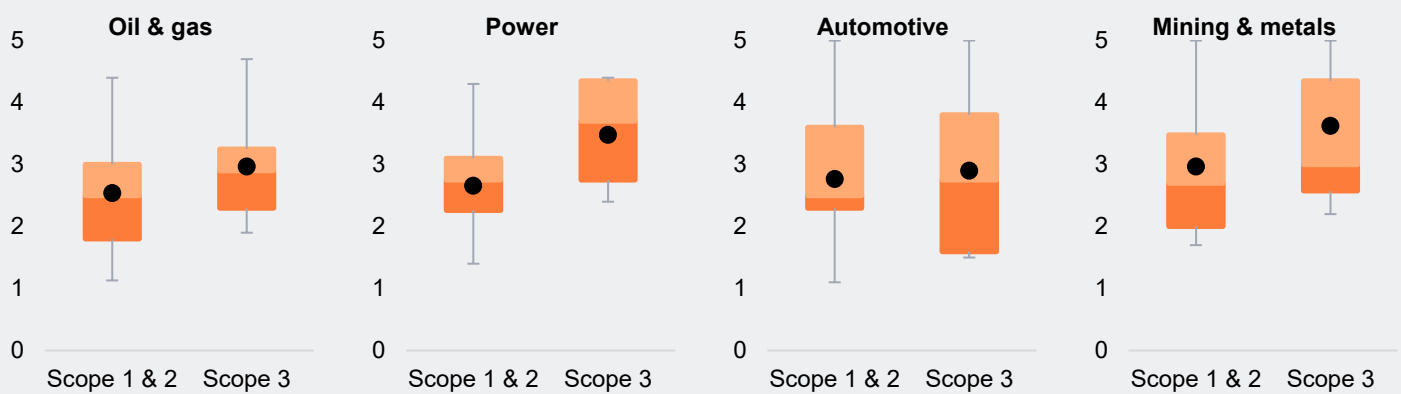 Oil & gas Power Automotive Mining & metals
5 5 5 5
4 4 4 4
3 3 3 3
2 2 2 2
1 1 1 1
0 0 0 0
Scope 1 & 2 Scope 3 Scope 1 & 2 Scope 3 Scope 1 & 2 Scope 3 Scope 1 & 2 Scope 3